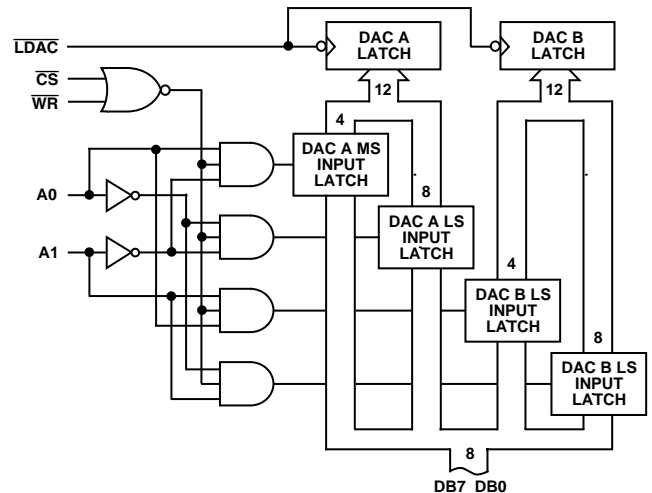 LDAC
CS
WR
A0
A1
DAC A
LATCH
DAC B
LATCH
12
12
4
DAC A MS
INPUT
LATCH
8
DAC A LS
INPUT
LATCH
4
DAC B LS
INPUT
LATCH
8
DAC B LS
INPUT
LATCH
8
DB7 DB0